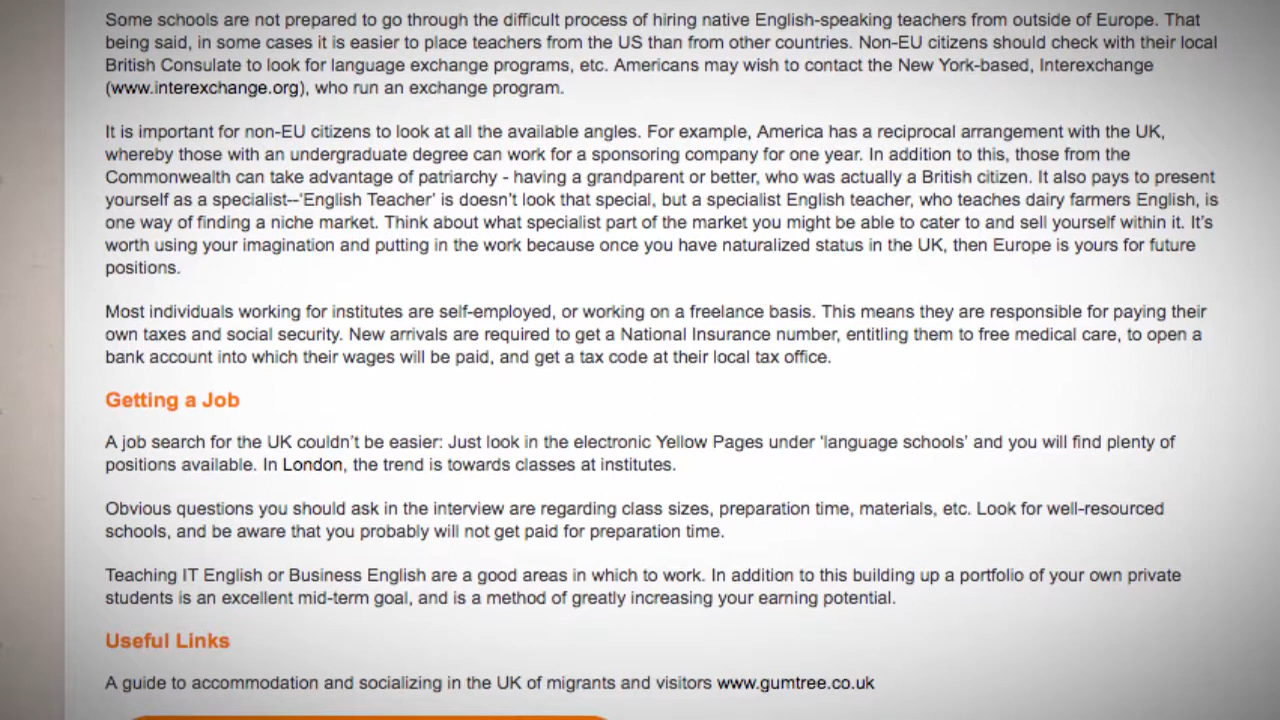 Some schools are not prepared to go through the difficult process of hiring native English-speaking teachers from outside of Europe. That
being said, in some cases it is easier to place teachers from the US than from other countries. Non-EU citizens should check with their local
British Consulate to look for language exchange programs, etc. Americans may wish to contact the New York-based, Interexchange
(www.interexchange.org), who run an exchange program.
It is important for non-EU citizens to look at all the available angles. For example, America has a reciprocal arrangement with the UK,
whereby those with an undergraduate degree can work for a sponsoring company for one year. In addition to this, those from the
Commonwealth can take advantage of patriarchy - having a grandparent or better, who was actually a British citizen. It also pays to present
yourself as a specialist--'English Teacher' is doesn't look that special, but a specialist English teacher, who teaches dairy farmers English, is
one way of finding a niche market. Think about what specialist part of the market you might be able to cater to and sell yourself within it. It's
worth using your imagination and putting in the work because once you have naturalized status in the UK, then Europe is yours for future
positions.
Most individuals working for institutes are self-employed, or working on a freelance basis. This means they are responsible for paying their
own taxes and social security. New arrivals are required to get a National Insurance number, entitling them to free medical care, to open a
bank account into which their wages will be paid, and get a tax code at their local tax office.
Getting a Job
A job search for the UK couldn't be easier: Just look in the electronic Yellow Pages under 'language schools' and you will find plenty of
positions available. In London, the trend is towards classes at institutes.
Obvious questions you should ask in the interview are regarding class sizes, preparation time, materials, etc. Look for well-resourced
schools, and be aware that you probably will not get paid for preparation time.
Teaching IT English or Business English are a good areas in which to work. In addition to this building up a portfolio of your own private
students is an excellent mid-term goal, and is a method of greatly increasing your earning potential.
Useful Links
A guide to accommodation and socializing in the UK of migrants and visitors www.gumtree.co.uk